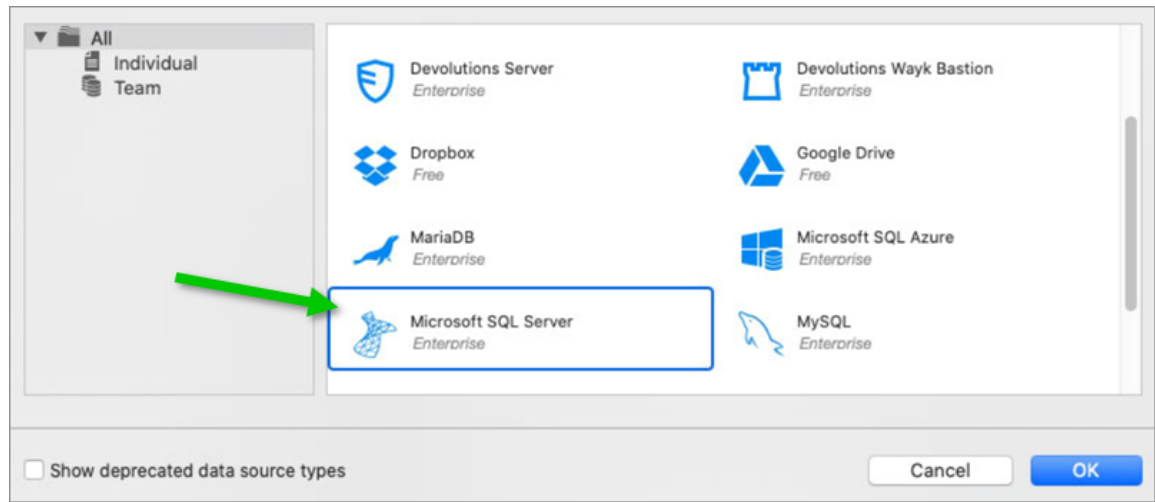 All
Individual
Team
Devolutions Server
Enterprise
Devolutions Wayk Bastion
Enterprise
Dropbox
Free
Google Drive
Free
MariaDB
Enterprise
Microsoft SQL Azure
Enterprise
Microsoft SQL Server
Enterprise
MySQL
Enterprise
Show deprecated data source types
Cancel
OK